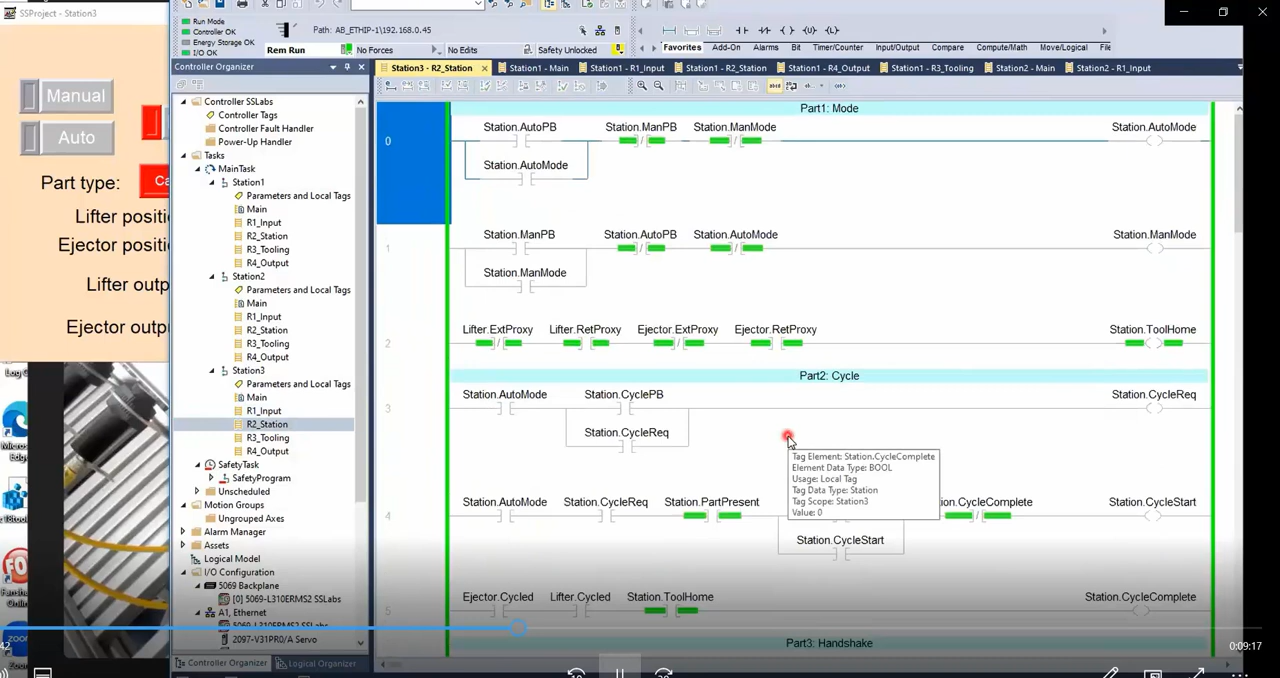 SSProject - Station3
Manual
Auto
Part type:
Ca
Lifter positi
Ejector positi
Lifter outp
Ejector outp
Log C
Microsof
Edge
Run Mode
Controller OK
Energy Storage OK
I/O OK
Path: AB_ETHIP-1\192.168.0.45
Rem Run
No Forces
No Edits
Safety Unlocked
Favorites
Add-On
Alarms
Bit
Timer/Counter
Input/Output
Compare
Compute/Math
Move/Logical
File
Controller Organizer
Station3 - R2_Station
Station1 - Main
Station1 - R1_Input
Station1 - R2_Station
Station1 - R4_Output
Station1 - R3_Tooling
Station2 - Main
Station2 - R1_Input
Controller SSLabs
Controller Tags
Controller Fault Handler
Power-Up Handler
Tasks
MainTask
Station1
Parameters and Local Tags
Main
R1_Input
R2_Station
R3_Tooling
R4_Output
Station2
Parameters and Local Tags
Main
R1_Input
R2_Station
R3_Tooling
R4_Output
Station3
Parameters and Local Tags
Main
R1_Input
R2_Station
R3_Tooling
R4_Output
SafetyTask
SafetyProgram
Unscheduled
Motion Groups
Ungrouped Axes
Alarm Manager
Assets
Logical Model
I/O Configuration
5069 Backplane
[0] 5069-L310ERMS2 SSLabs
A1, Ethernet
5069-L310ERMS2 SSLabs
2097-V31PR0/A Servo
Controller Organizer
Logical Organizer
Part1: Mode
0
Station.AutoPB
Station.ManPB
Station.ManMode
Station.AutoMode
Station.AutoMode
1
Station.ManPB
Station.AutoPB
Station.AutoMode
Station.ManMode
Station.ManMode
2
Lifter.ExtProxy
Lifter.RetProxy
Ejector.ExtProxy
Ejector.RetProxy
Station.ToolHome
Part2: Cycle
3
Station.AutoMode
Station.CyclePB
Station.CycleReq
Station.CycleReq
Tag Element: Station.CycleComplete
Element Data Type: BOOL
Usage: Local Tag
Tag Data Type: Station
Tag Scope: Station3
Value: 0
4
Station.AutoMode
Station.CycleReq
Station.PartPresent
on.CycleComplete
Station.CycleStart
Station.CycleStart
5
Ejector.Cycled
Lifter.Cycled
Station.ToolHome
Station.CycleComplete
Part3: Handshake
42
0:09:17
10
30